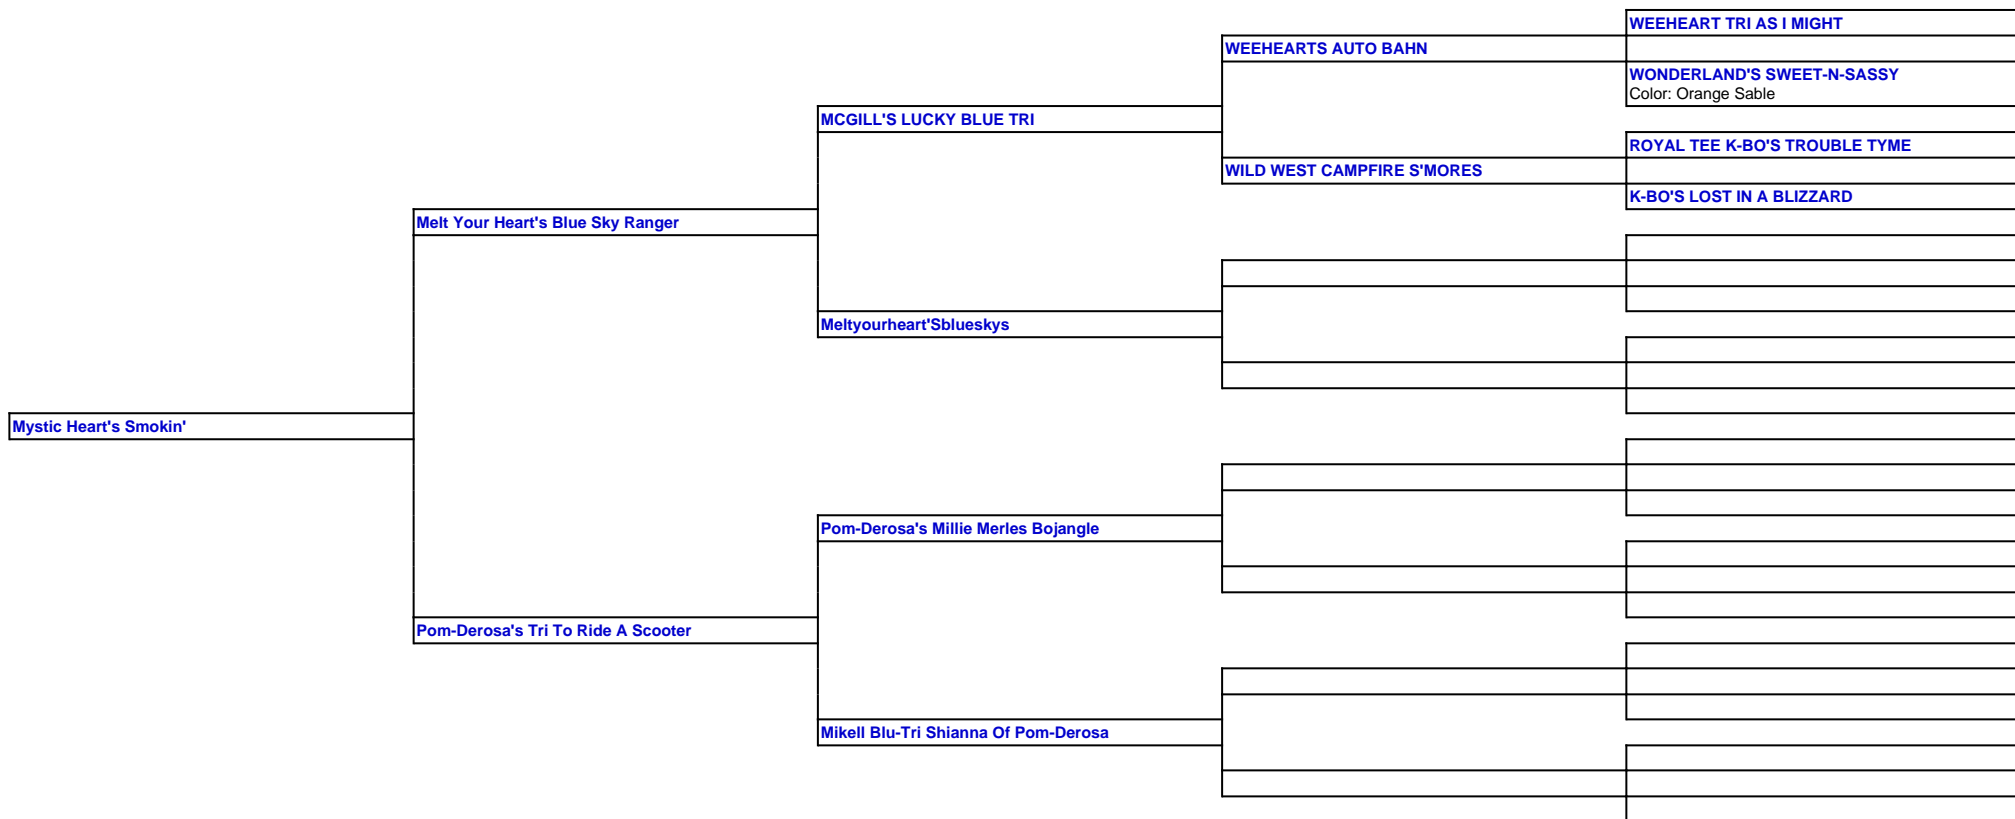 WEEHEART TRI AS I MIGHT
WEEHEARTS AUTO BAHN
WONDERLAND'S SWEET-N-SASSY
Color: Orange Sable
MCGILL'S LUCKY BLUE TRI
ROYAL TEE K-BO'S TROUBLE TYME
WILD WEST CAMPFIRE S'MORES
K-BO'S LOST IN A BLIZZARD
Melt Your Heart's Blue Sky Ranger
Meltyourheart'Sblueskys
Mystic Heart's Smokin'
Pom-Derosa's Millie Merles Bojangle
Pom-Derosa's Tri To Ride A Scooter
Mikell Blu-Tri Shianna Of Pom-Derosa